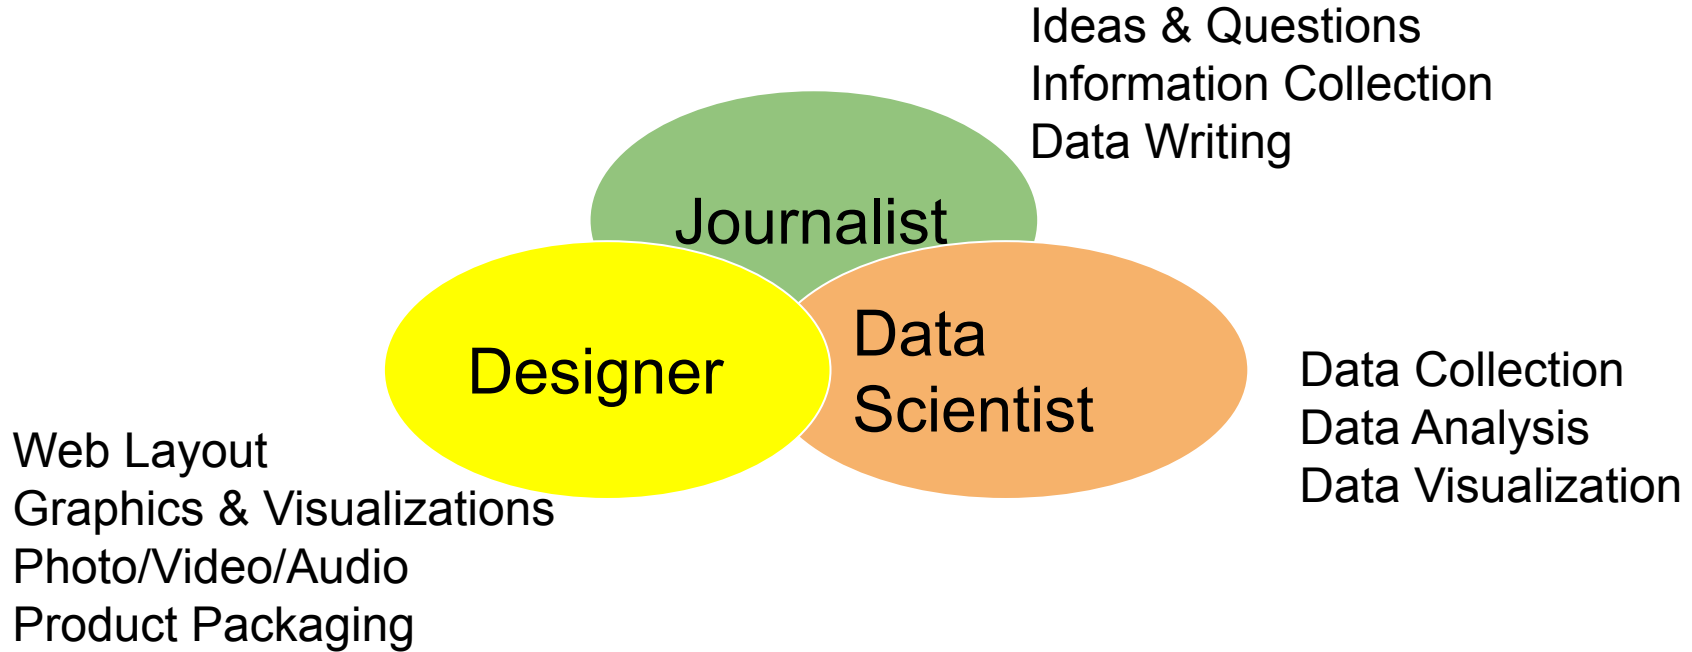 Ideas & Questions
Information Collection
Data Writing
Journalist
Designer
Data
Scientist
Data Collection
Data Analysis
Data Visualization
Web Layout
Graphics & Visualizations
Photo/Video/Audio
Product Packaging